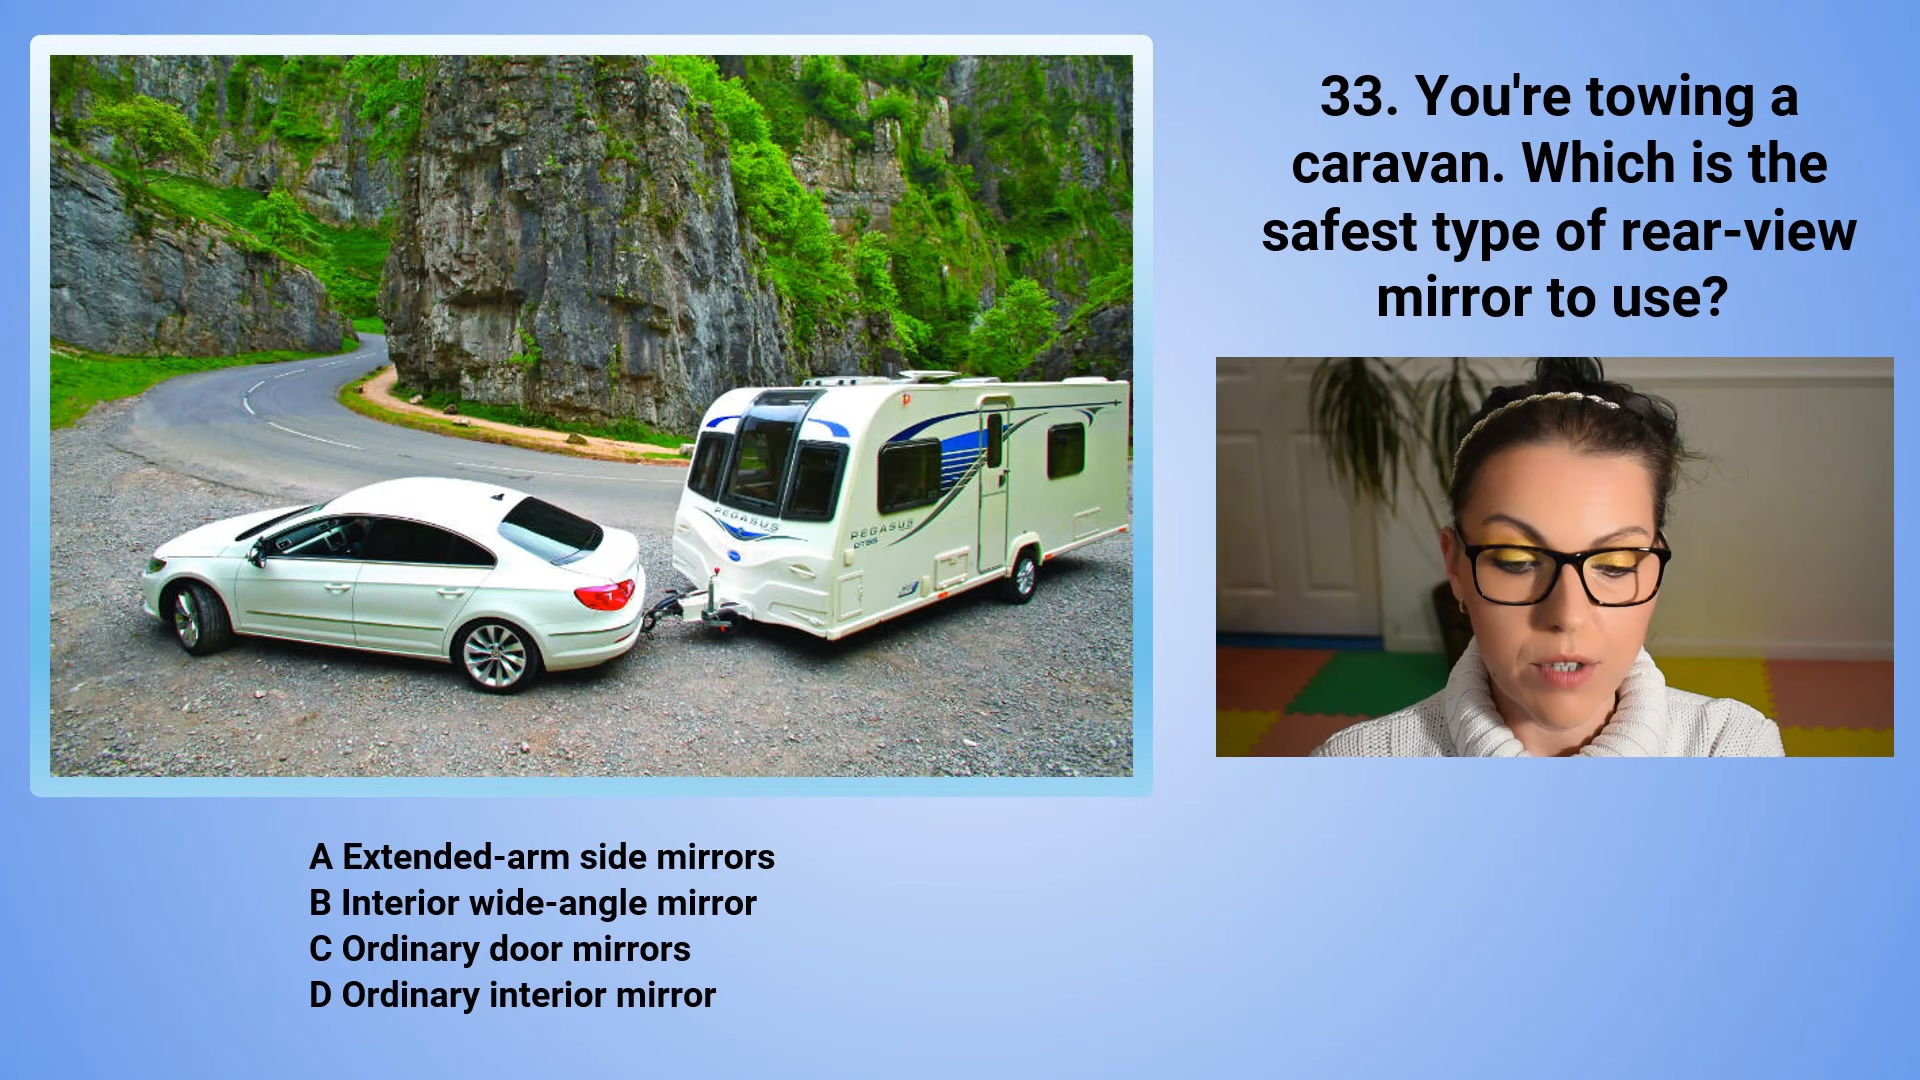 33. You're towing a
caravan. Which is the
safest type of rear-view
mirror to use?
PEGASUS
PEGASUS
A Extended-arm side mirrors
B Interior wide-angle mirror
C Ordinary door mirrors
D Ordinary interior mirror